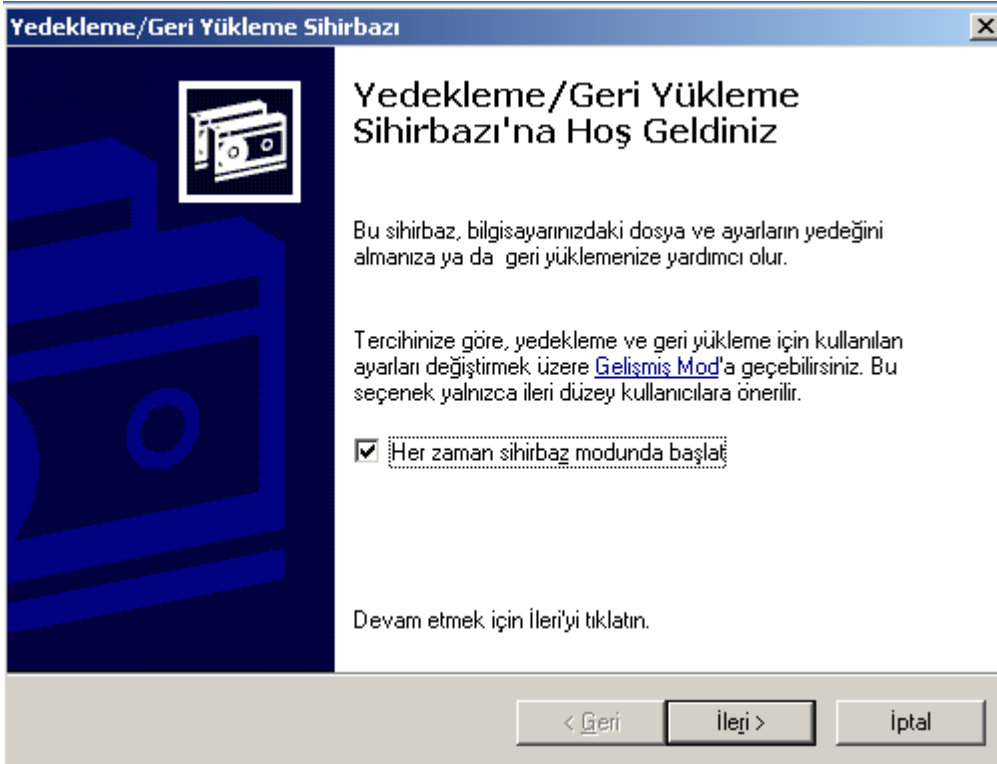 Yedekleme/Geri Yükleme Sihirbazı
Yedekleme/Geri Yükleme
Sihirbazı'na Hoş Geldiniz
Bu sihirbaz, bilgisayarınızdaki dosya ve ayarların yedeğini
almanıza ya da  geri yüklemenize yardımcı olur.
Tercihinize göre, yedekleme ve geri yükleme için kullanılan
ayarları değiştirmek üzere Gelişmiş Mod'a geçebilirsiniz. Bu
seçenek yalnızca ileri düzey kullanıcılara önerilir.
Her zaman sihirbaz modunda başlat
Devam etmek için İleri'yi tıklatın.
< Geri
İleri >
İptal